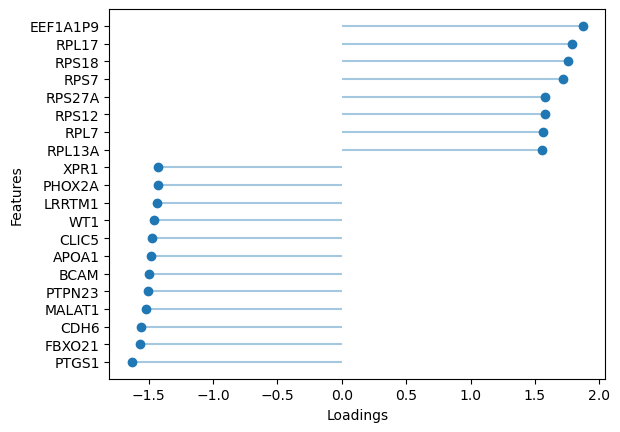 EEF1A1P9
RPL17
RPS18
RPS7
RPS27A
RPS12
RPL7
RPL13A
XPR1
PHOX2A
LRRTM1
WT1
CLIC5
APOA1
BCAM
PTPN23
MALAT1
CDH6
FBXO21
PTGS1
Features
−1.5 −1.0 −0.5 0.0 0.5 1.0 1.5 2.0
Loadings